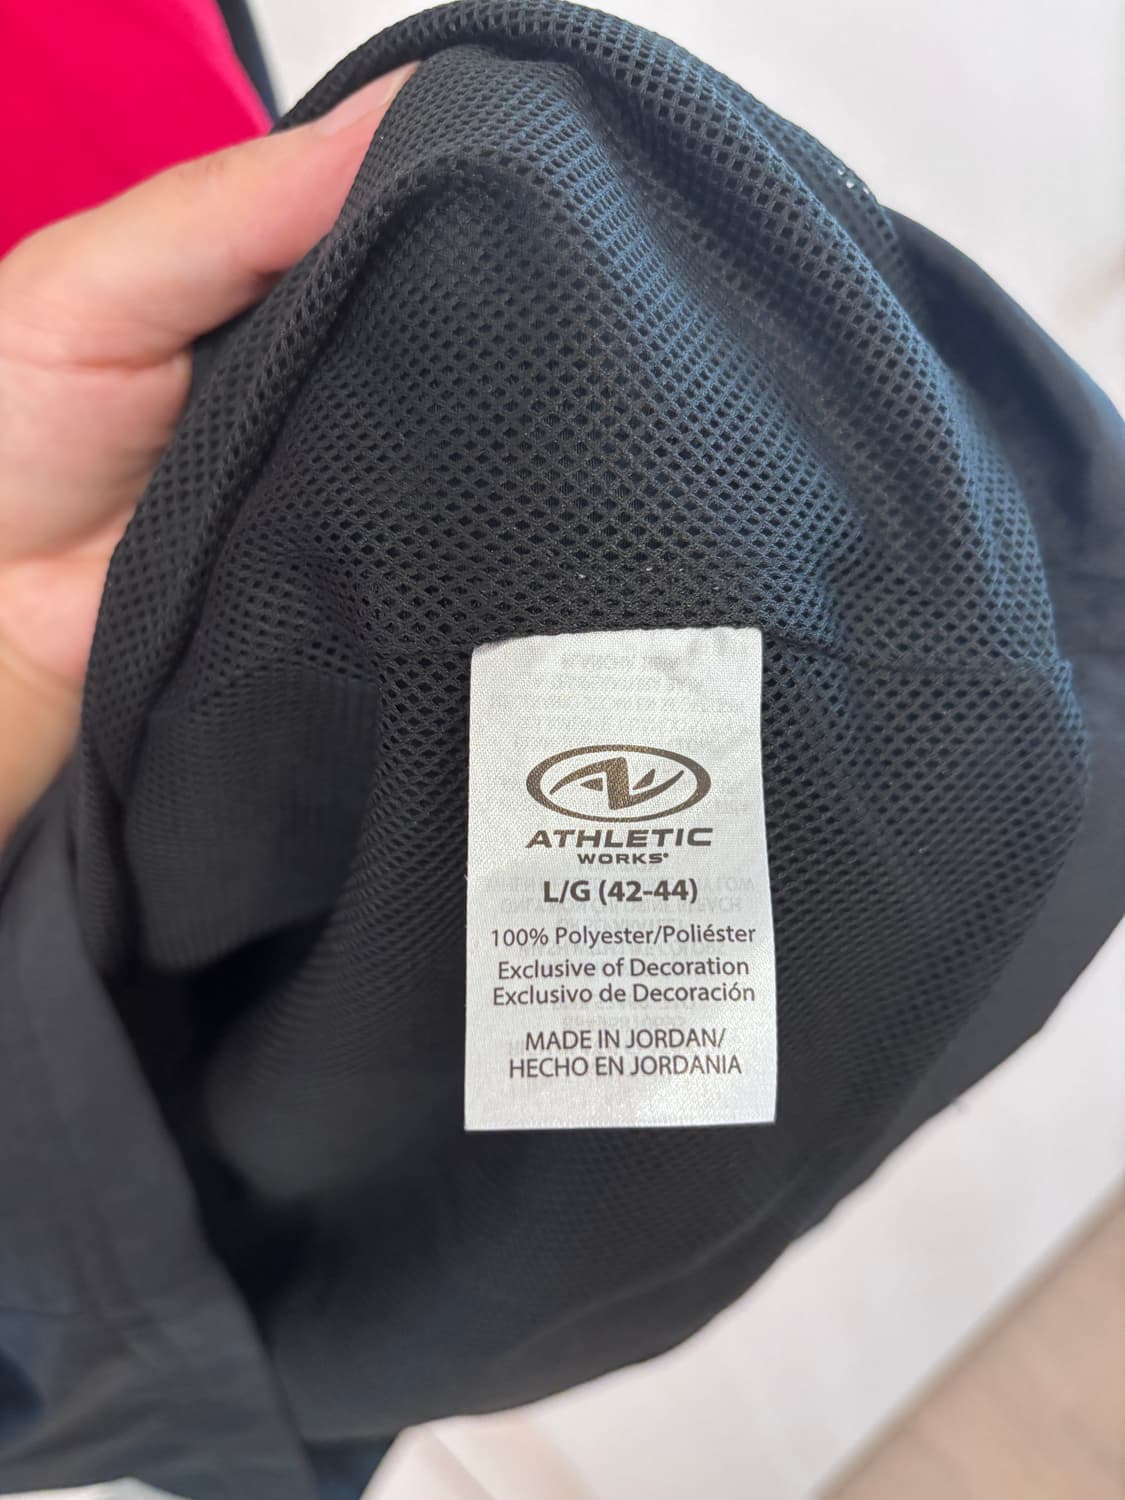 ATHLETIC
WORKS®
L/G (42-44)
100% Polyester/Poliéster
Exclusive of Decoration
Exclusivo de Decoración
MADE IN JORDAN/
HECHO EN JORDANIA